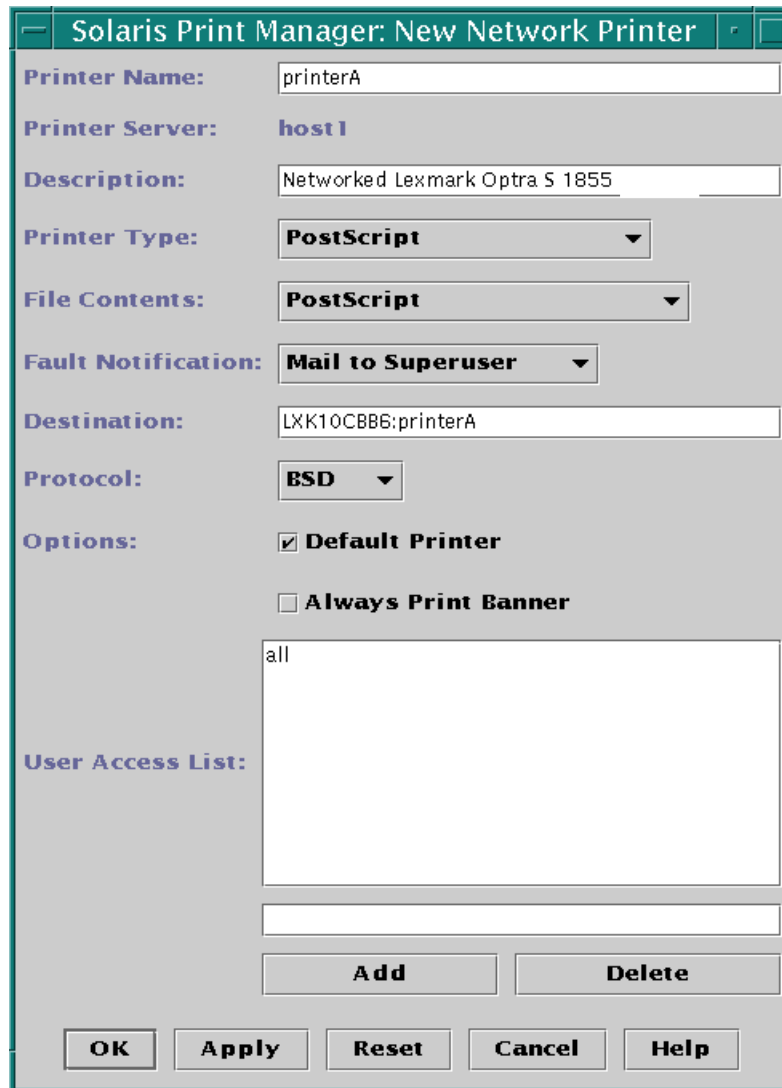 Solaris Print Manager: New Network Printer
Printer Name: printerA
Printer Server: host1
Description: Networked Lexmark Optra S 1855
Printer Type: PostScript
File Contents: PostScript
Fault Notification: Mail to Superuser
Destination: LXK10CBB6:printerA
Protocol: BSD
Options: Default Printer
Always Print Banner
all
User Access List:
Add Delete
OK Apply Reset Cancel Help